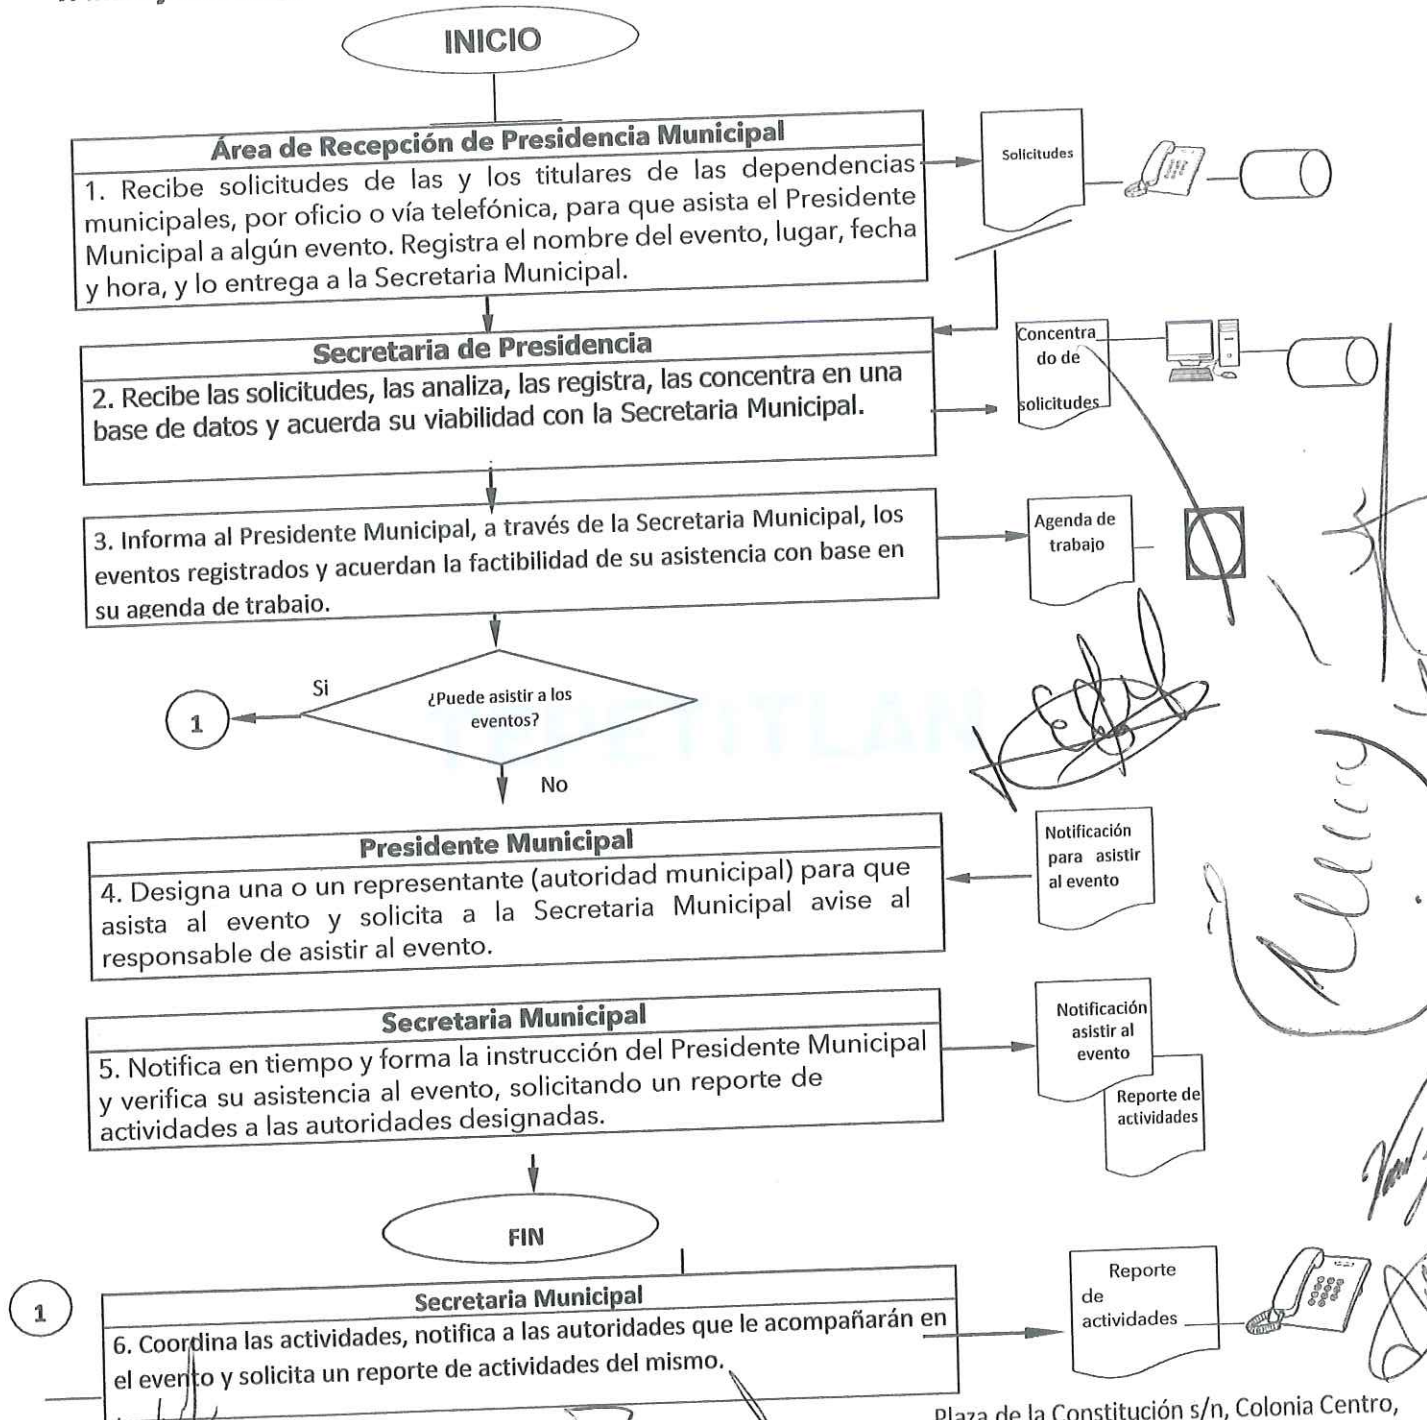 INICIO
Área de Recepción de Presidencia Municipal
1. Recibe solicitudes de las y los titulares de las dependencias
municipales, por oficio o vía telefónica, para que asista el Presidente
Municipal a algún evento. Registra el nombre del evento, lugar, fecha
y hora, y lo entrega a la Secretaria Municipal.
Solicitudes
Secretaria de Presidencia
2. Recibe las solicitudes, las analiza, las registra, las concentra en una
base de datos y acuerda su viabilidad con la Secretaria Municipal.
Concentra
do de
solicitudes
3. Informa al Presidente Municipal, a través de la Secretaria Municipal, los
eventos registrados y acuerdan la factibilidad de su asistencia con base en
su agenda de trabajo.
Agenda de
trabajo
Si
1
¿Puede asistir a los
eventos?
TEPETITLAN
No
Presidente Municipal
4. Designa una o un representante (autoridad municipal) para que
asista al evento y solicita a la Secretaria Municipal avise al
responsable de asistir al evento.
Notificación
para asistir
al evento
Secretaria Municipal
5. Notifica en tiempo y forma la instrucción del Presidente Municipal
y verifica su asistencia al evento, solicitando un reporte de
actividades a las autoridades designadas.
Notificación
asistir al
evento
Reporte de
actividades
FIN
1
Secretaria Municipal
6. Coordina las actividades, notifica a las autoridades que le acompañarán en
el evento y solicita un reporte de actividades del mismo.
Reporte
de
actividades
Plaza de la Constitución s/n, Colonia Centro,